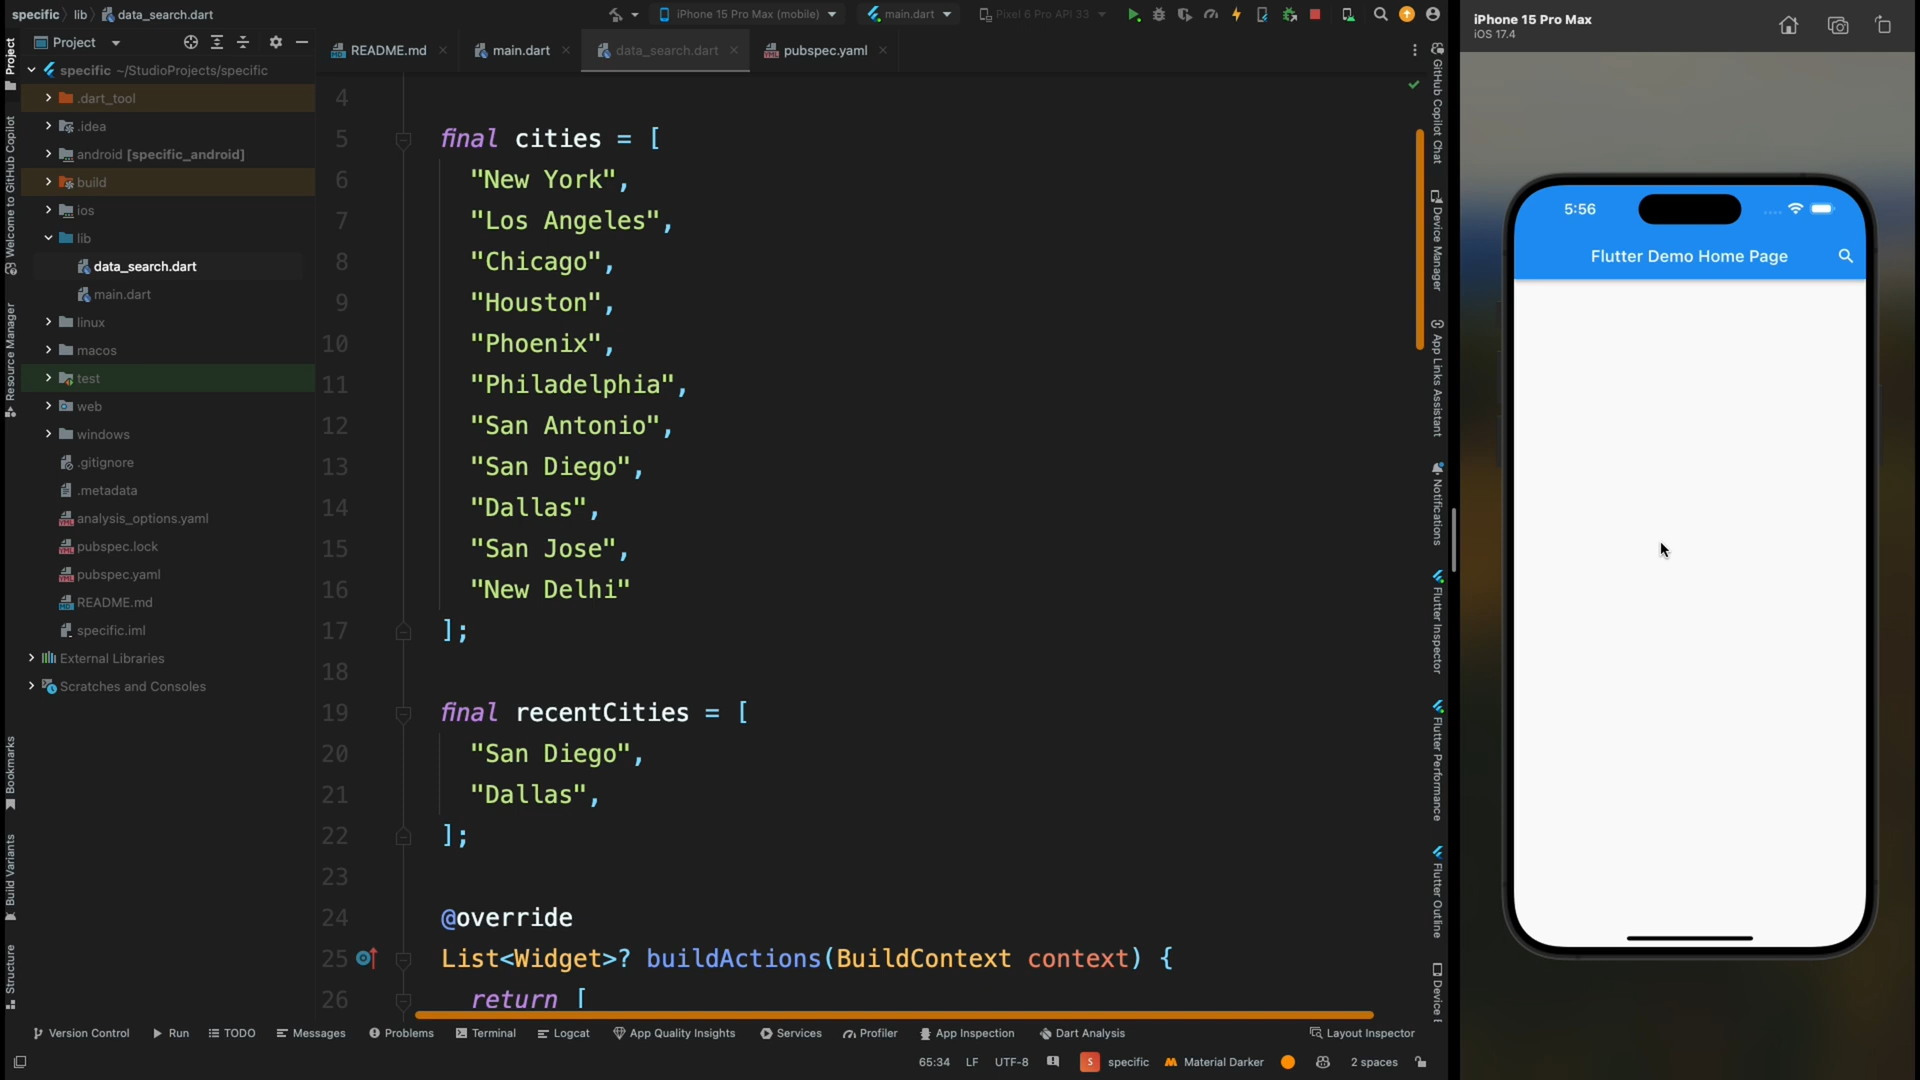 specific lib data_search.dart
iPhone 15 Pro Max (mobile) main.dart Pixel 6 Pro API 33
Project
README.md main.dart data_search.dart pubspec.yaml
specific ~/StudioProjects/specific
.dart_tool
.idea
android [specific_android]
build
ios
lib
data_search.dart
main.dart
linux
macos
test
web
windows
.gitignore
.metadata
analysis_options.yaml
pubspec.lock
pubspec.yaml
README.md
specific.iml
External Libraries
Scratches and Consoles
Project
Welcome to GitHub Copilot
Resource Manager
Bookmarks
Build Variants
Structure
4
5 final cities = [
6 "New York",
7 "Los Angeles",
8 "Chicago",
9 "Houston",
10 "Phoenix",
11 "Philadelphia",
12 "San Antonio",
13 "San Diego",
14 "Dallas",
15 "San Jose",
16 "New Delhi"
17 ];
18
19 final recentCities = [
20 "San Diego",
21 "Dallas",
22 ];
23
24 @override
25 List<Widget>? buildActions(BuildContext context) {
26 return [
GitHub Copilot Chat
Device Manager
App Links Assistant
Notifications
Flutter Inspector
Flutter Performance
Flutter Outline
Device E
Version Control Run TODO Messages Problems Terminal Logcat App Quality Insights Services Profiler App Inspection Dart Analysis Layout Inspector
65:34 LF UTF-8 S specific Material Darker 2 spaces
iPhone 15 Pro Max
iOS 17.4
5:56
Flutter Demo Home Page